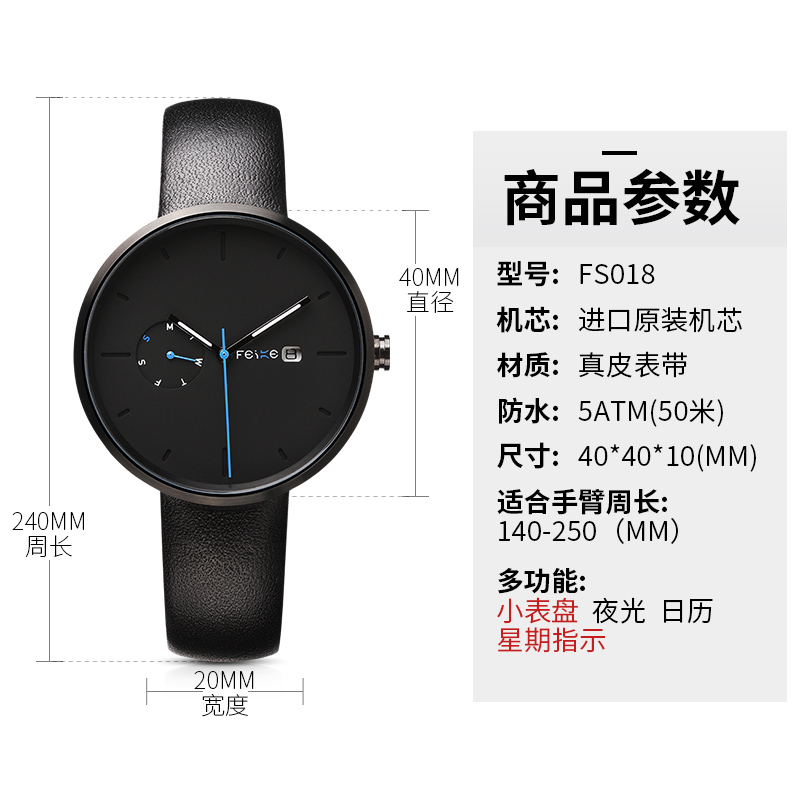 商品参数
型号: FS018
机芯: 进口原装机芯
材质: 真皮表带
防水: 5ATM(50米)
尺寸: 40*40*10(MM)
适合手臂周长:
140-250（MM）
多功能:
小表盘 夜光 日历
星期指示
40MM
直径
240MM
周长
20MM
宽度
FEIXE 8
S M T W T F S